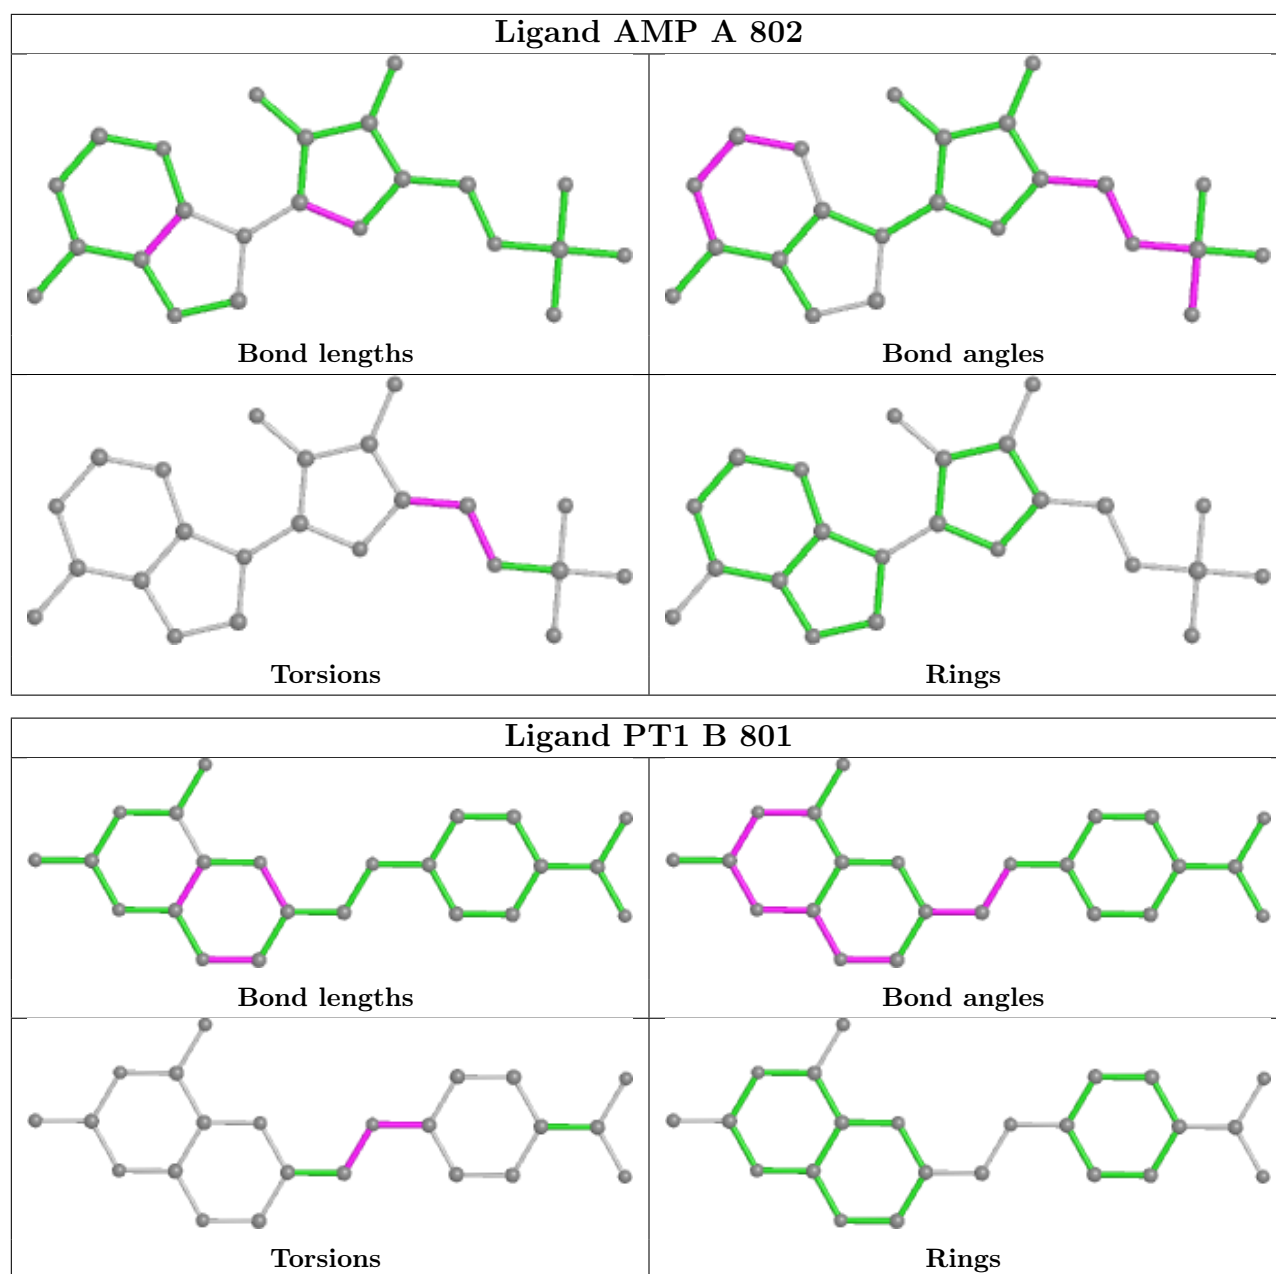 Ligand AMP A 802
Bond lengths
Bond angles
Torsions
Rings
Ligand PT1 B 801
Bond lengths
Bond angles
Torsions
Rings